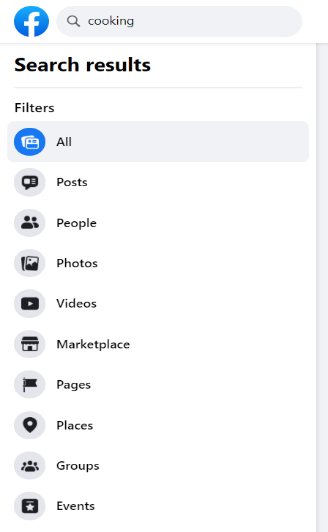 cooking
Search results
Filters
All
Posts
People
Photos
Videos
Marketplace
Pages
Places
Groups
Events